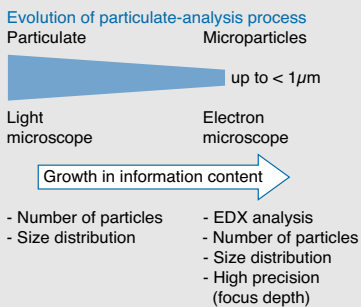 Evolution of particulate-analysis process
Particulate Microparticles
up to < 1µm
Light microscope
Electron microscope
Growth in information content
- Number of particles
- Size distribution
- EDX analysis
- Number of particles
- Size distribution
- High precision
(focus depth)